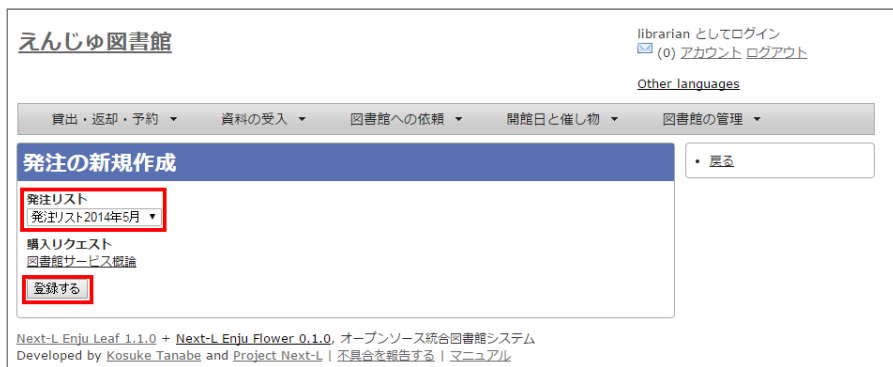 えんじゅ図書館
librarian としてログイン
(0) アカウント ログアウト
Other languages
貸出・返却・予約 ▼ 資料の受入 ▼ 図書館への依頼 ▼ 開館日と催し物 ▼ 図書館の管理 ▼
発注の新規作成
• 戻る
発注リスト
発注リスト2014年5月 ▼
購入リクエスト
図書館サービス概論
登録する
Next-L Enju Leaf 1.1.0 + Next-L Enju Flower 0.1.0, オープンソース統合図書館システム
Developed by Kosuke Tanabe and Project Next-L | 不具合を報告する | マニュアル